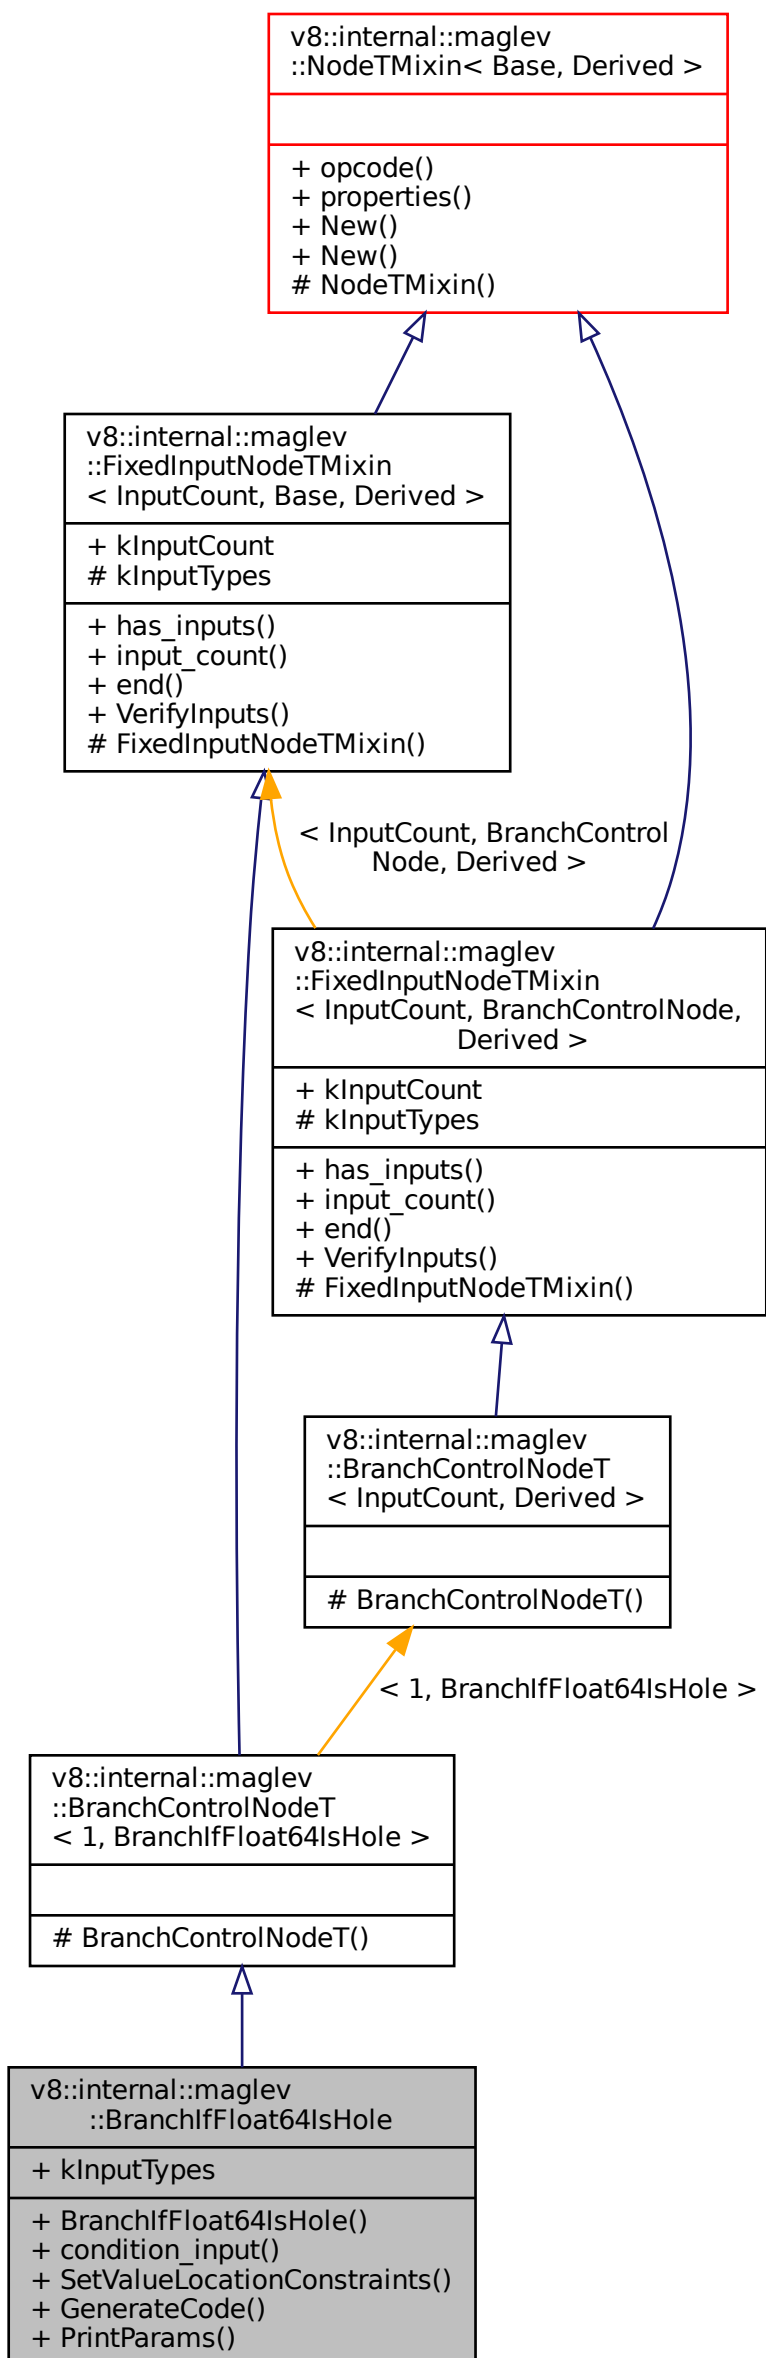 v8::internal::maglev
::NodeTMixin< Base, Derived >
+ opcode()
+ properties()
+ New()
+ New()
# NodeTMixin()
v8::internal::maglev
::FixedInputNodeTMixin
< InputCount, Base, Derived >
+ kInputCount
# kInputTypes
+ has_inputs()
+ input_count()
+ end()
+ VerifyInputs()
# FixedInputNodeTMixin()
< InputCount, BranchControl
Node, Derived >
v8::internal::maglev
::FixedInputNodeTMixin
< InputCount, BranchControlNode,
Derived >
+ kInputCount
# kInputTypes
+ has_inputs()
+ input_count()
+ end()
+ VerifyInputs()
# FixedInputNodeTMixin()
v8::internal::maglev
::BranchControlNodeT
< InputCount, Derived >
# BranchControlNodeT()
< 1, BranchIfFloat64IsHole >
v8::internal::maglev
::BranchControlNodeT
< 1, BranchIfFloat64IsHole >
# BranchControlNodeT()
v8::internal::maglev
::BranchIfFloat64IsHole
+ kInputTypes
+ BranchIfFloat64IsHole()
+ condition_input()
+ SetValueLocationConstraints()
+ GenerateCode()
+ PrintParams()